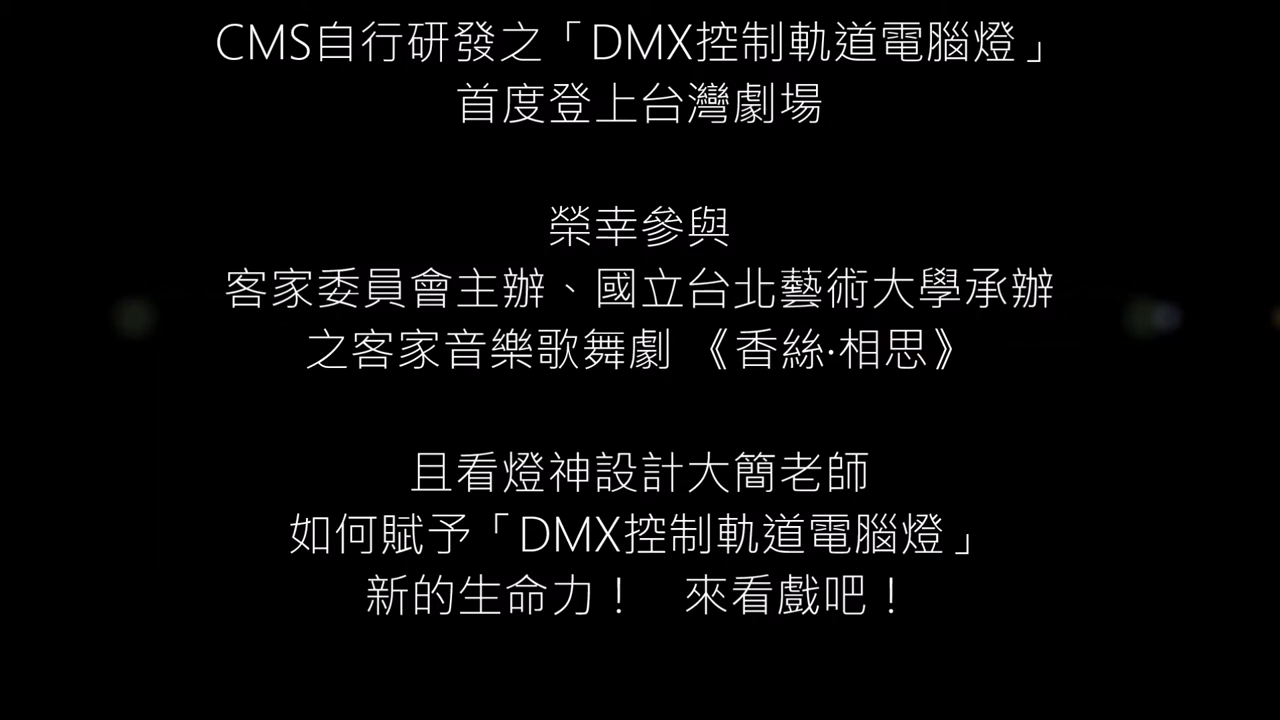 CMS自行研發之「DMX控制軌道電腦燈」
首度登上台灣劇場
榮幸參與
客家委員會主辦、國立台北藝術大學承辦
之客家音樂歌舞劇 《香絲·相思》
且看燈神設計大簡老師
如何賦予「DMX控制軌道電腦燈」
新的生命力！　來看戲吧！